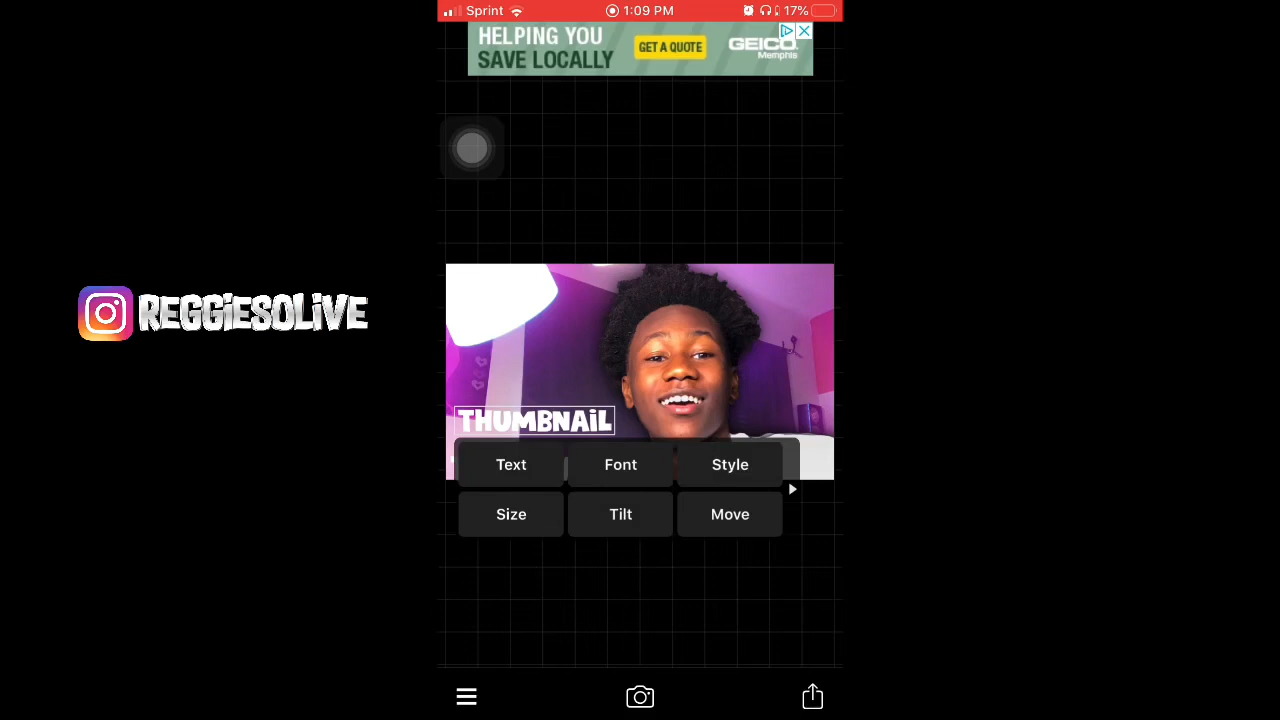 Sprint 1:09 PM 17%
HELPING YOU
SAVE LOCALLY
GET A QUOTE
GEICO
Memphis
REGGIESOLiVE
THUMBNAiL
Text Font Style
Size Tilt Move